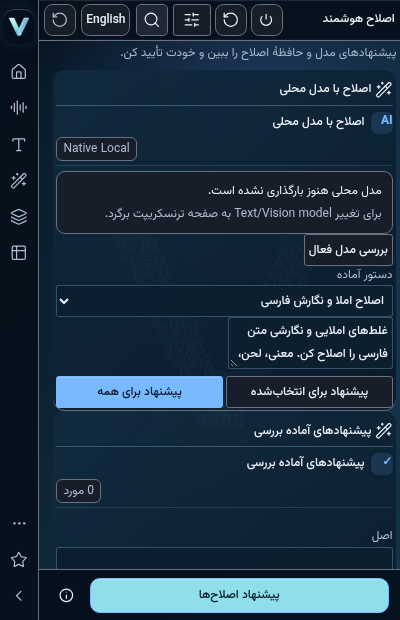 اصلاح هوشمند
English
پیشنهادهای مدل و حافظهٔ اصلاح را ببین و خودت تأیید کن.
اصلاح با مدل محلی
AI
اصلاح با مدل محلی
Native Local
مدل محلی هنوز بارگذاری نشده است.
برای تغییر Text/Vision model به صفحه ترنسکریپت برگرد.
بررسی مدل فعال
دستور آماده
اصلاح املا و نگارش فارسی
غلط‌های املایی و نگارشی متن
فارسی را اصلاح کن. معنی، لحن،
پیشنهاد برای انتخاب‌شده
پیشنهاد برای همه
پیشنهادهای آماده بررسی
✓
پیشنهادهای آماده بررسی
0 مورد
اصل
پیشنهاد اصلاح‌ها